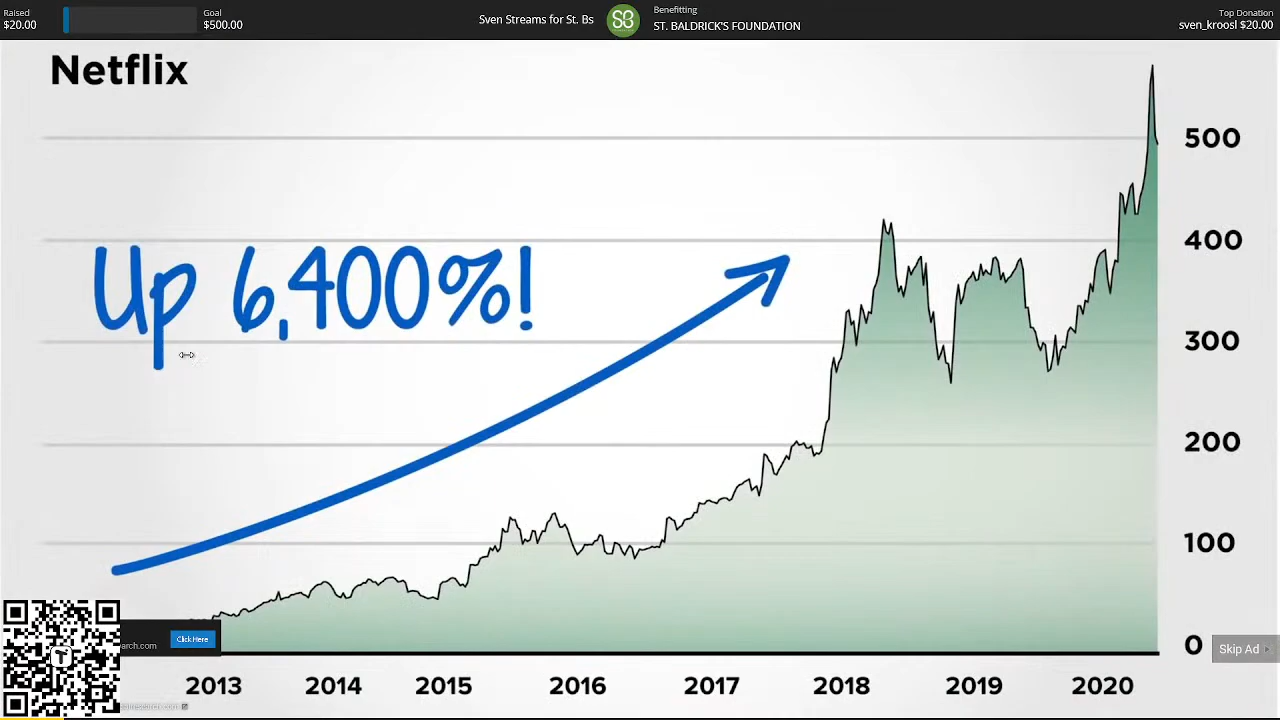 Raised
$20.00
Goal
$500.00
Sven Streams for St. Bs
SB
Benefitting
ST. BALDRICK'S FOUNDATION
Top Donation
sven_kroosl $20.00
Netflix
Up 6,400%!
500
400
300
200
100
0
Click Here
Skip Ad
2013 2014 2015 2016 2017 2018 2019 2020